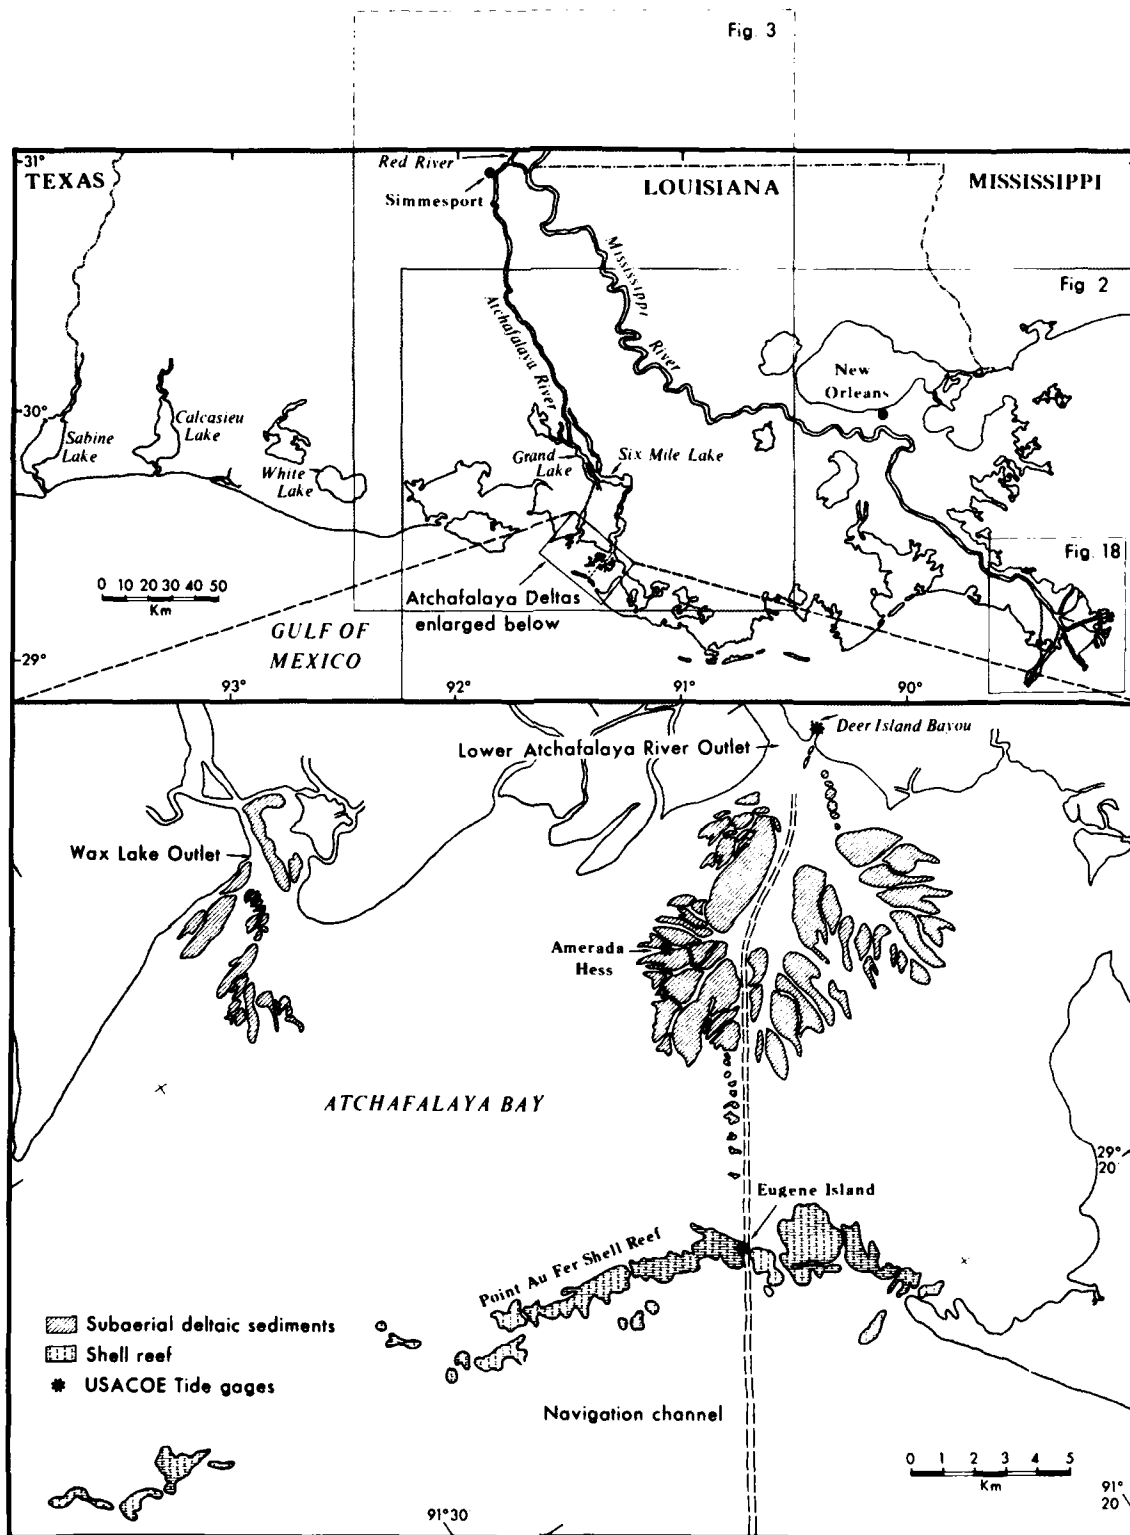 Fig. 3
31°
Red River
TEXAS
Simmesport
LOUISIANA
MISSISSIPPI
Mississippi
River
Fig 2
Atchafalaya River
New
Orleans
30°
Calcasieu
Lake
Sabine
Lake
White
Lake
Grand
Lake
Six Mile Lake
Fig. 18
0 10 20 30 40 50
Km
Atchafalaya Deltas
enlarged below
GULF OF
MEXICO
29°
93°
92°
91°
90°
Deer Island Bayou
Lower Atchafalaya River Outlet
Wax Lake Outlet
Amerada
Hess
ATCHAFALAYA BAY
29°
20'
Eugene Island
Point Au Fer Shell Reef
Subaerial deltaic sediments
Shell reef
USACOE Tide gages
Navigation channel
0 1 2 3 4 5
Km
91°30
91°
20